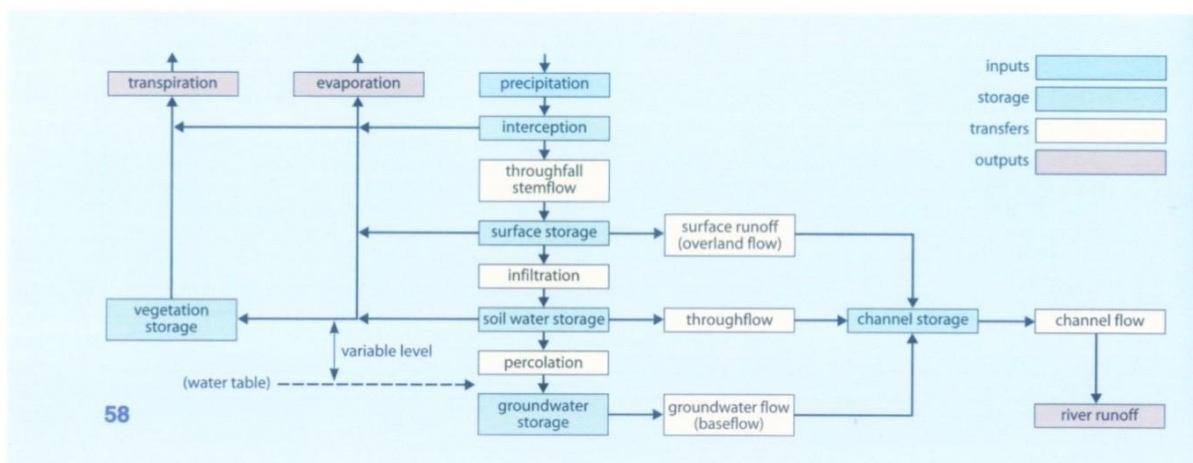 transpiration
evaporation
precipitation
inputs
storage
interception
transfers
outputs
throughfall
stemflow
surface storage
surface runoff
(overland flow)
infiltration
vegetation
storage
soil water storage
throughflow
channel storage
channel flow
variable level
percolation
(water table)
groundwater
storage
groundwater flow
(baseflow)
river runoff
58